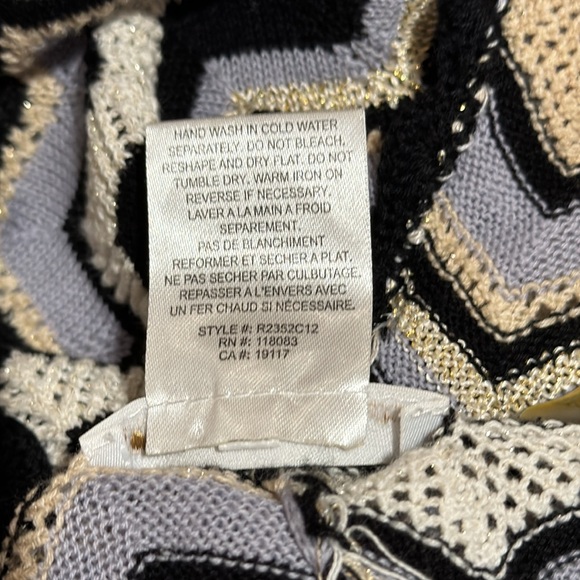 HAND WASH IN COLD WATER
SEPARATELY. DO NOT BLEACH.
RESHAPE AND DRY FLAT. DO NOT
TUMBLE DRY. WARM IRON ON
REVERSE IF NECESSARY.
LAVER A LA MAIN A FROID
SEPAREMENT.
PAS DE BLANCHIMENT
REFORMER ET SECHER A PLAT.
NE PAS SECHER PAR CULBUTAGE.
REPASSER A L'ENVERS AVEC
UN FER CHAUD SI NÉCESSAIRE.
STYLE #: R2352C12
RN #: 118083
CA #: 19117